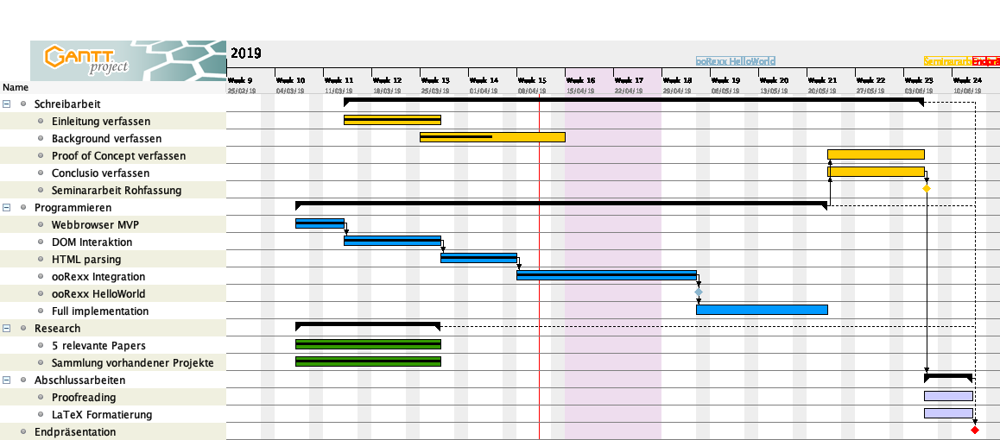 GANTT
project
2019
ooRexx HelloWorld
Week 9
Week 10
Week 11
Week 12
Week 13
Week 14
Week 15
Week 16
Week 17
Week 18
Week 19
Week 20
Week 21
Week 22
Week 23
Week 24
25/02/19
04/03/19
11/03/19
18/03/19
25/03/19
01/04/19
08/04/19
15/04/19
22/04/19
29/04/19
06/05/19
13/05/19
20/05/19
27/05/19
03/06/19
10/06/19
Name
Schreibarbeit
Einleitung verfassen
Background verfassen
Proof of Concept verfassen
Conclusio verfassen
Seminararbeit Rohfassung
Programmieren
Webbrowser MVP
DOM Interaktion
HTML parsing
ooRexx Integration
ooRexx HelloWorld
Full implementation
Research
5 relevante Papers
Sammlung vorhandener Projekte
Abschlussarbeiten
Proofreading
LaTeX Formatierung
Endpräsentation